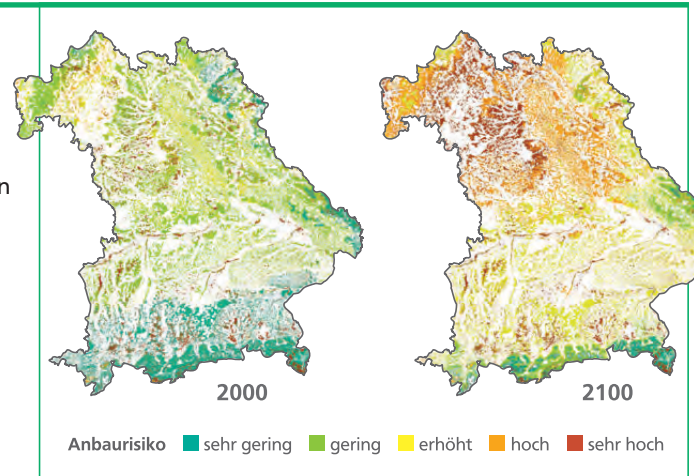 n
2000
2100
Anbaurisiko sehr gering gering erhöht hoch sehr hoch